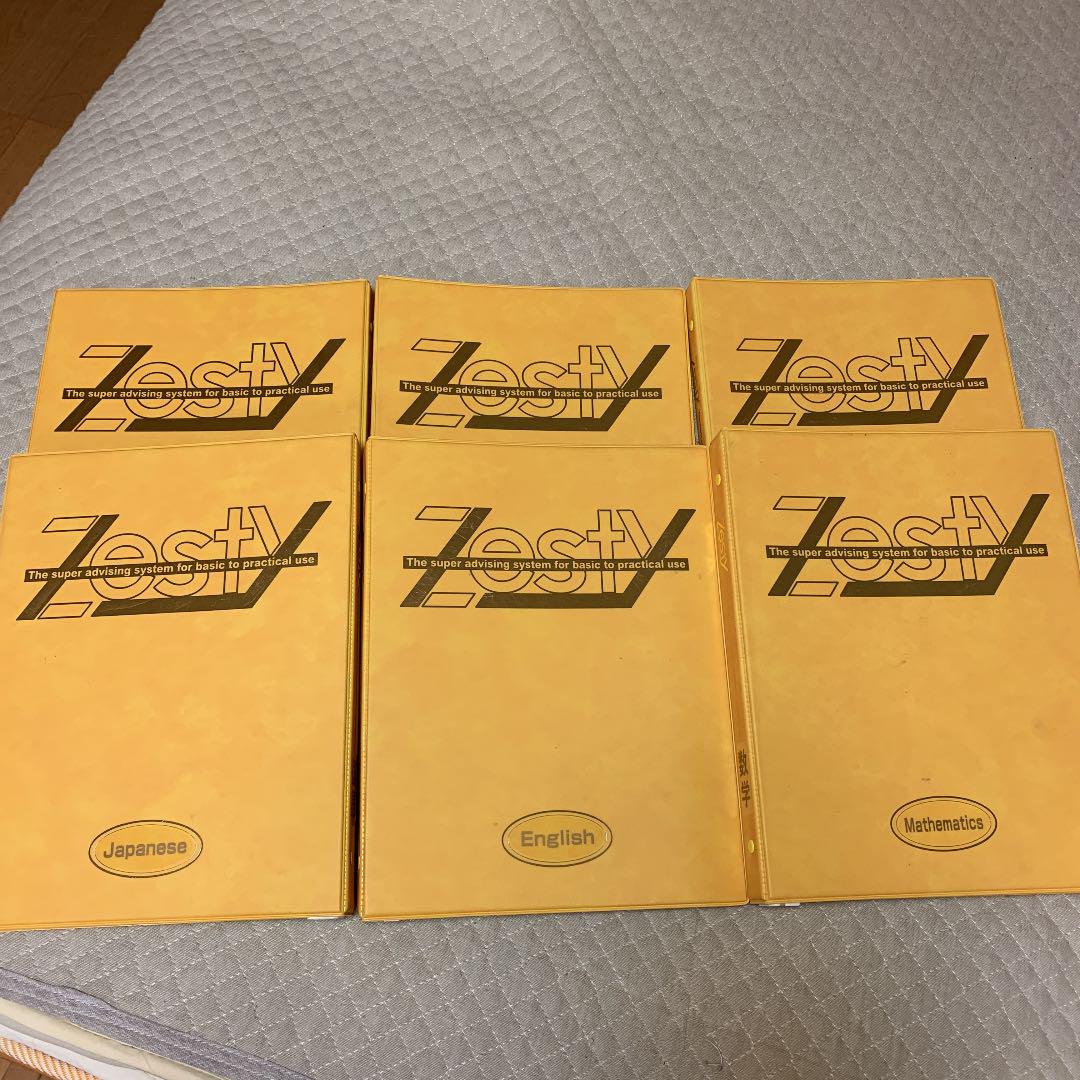 Zesty
The super advising system for basic to practical use
Zesty
The super advising system for basic to practical use
Zesty
The super advising system for basic to practical use
Zesty
The super advising system for basic to practical use
Japanese
Zesty
The super advising system for basic to practical use
English
Zesty
The super advising system for basic to practical use
Mathematics